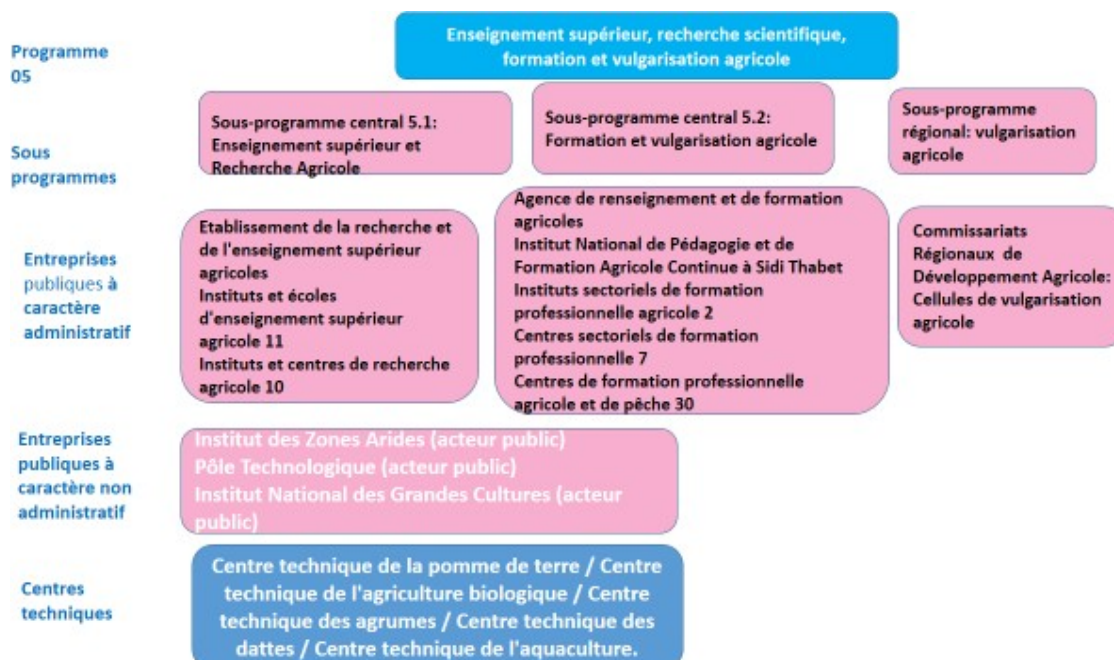 Programme
05
Enseignement supérieur, recherche scientifique,
formation et vulgarisation agricole
Sous
programmes
Sous-programme central 5.1:
Enseignement supérieur et
Recherche Agricole
Sous-programme central 5.2:
Formation et vulgarisation agricole
Sous-programme
régional: vulgarisation
agricole
Entreprises
publiques à
caractère
administratif
Etablissement de la recherche et
de l'enseignement supérieur
agricoles
Instituts et écoles
d'enseignement supérieur
agricole 11
Instituts et centres de recherche
agricole 10
Agence de renseignement et de formation
agricoles
Institut National de Pédagogie et de
Formation Agricole Continue à Sidi Thabet
Instituts sectoriels de formation
professionnelle agricole 2
Centres sectoriels de formation
professionnelle 7
Centres de formation professionnelle
agricole et de pêche 30
Commissariats
Régionaux de
Développement Agricole:
Cellules de vulgarisation
agricole
Entreprises
publiques à
caractère non
administratif
Institut des Zones Arides (acteur public)
Pôle Technologique (acteur public)
Institut National des Grandes Cultures (acteur
public)
Centres
techniques
Centre technique de la pomme de terre / Centre
technique de l'agriculture biologique / Centre
technique des agrumes / Centre technique des
dattes / Centre technique de l'aquaculture.